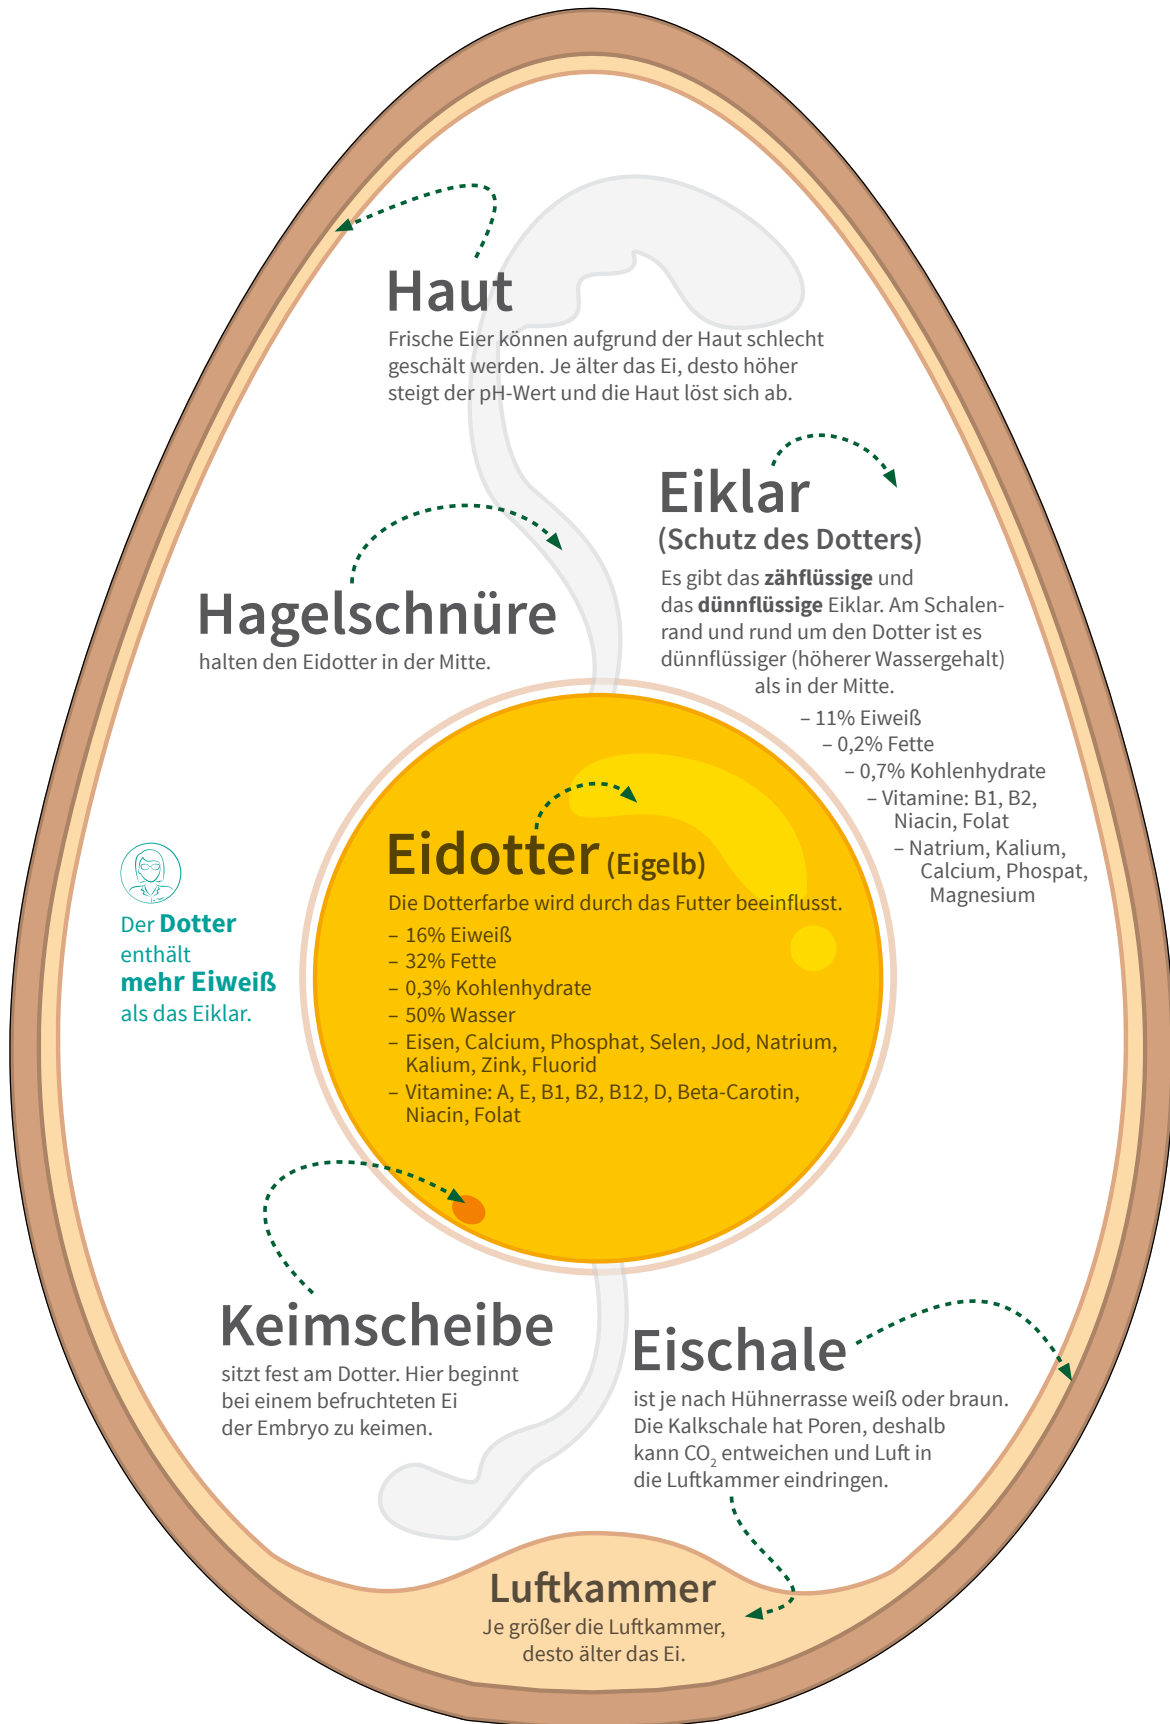 Haut
Frische Eier können aufgrund der Haut schlecht
geschält werden. Je älter das Ei, desto höher
steigt der pH-Wert und die Haut löst sich ab.
Eiklar
(Schutz des Dotters)
Es gibt das zähflüssige und
das dünnflüssige Eiklar. Am Schalen-
rand und rund um den Dotter ist es
dünnflüssiger (höherer Wassergehalt)
als in der Mitte.
– 11% Eiweiß
– 0,2% Fette
– 0,7% Kohlenhydrate
– Vitamine: B1, B2,
Niacin, Folat
– Natrium, Kalium,
Calcium, Phospat,
Magnesium
Hagelschnüre
halten den Eidotter in der Mitte.
Eidotter (Eigelb)
Die Dotterfarbe wird durch das Futter beeinflusst.
– 16% Eiweiß
– 32% Fette
– 0,3% Kohlenhydrate
– 50% Wasser
– Eisen, Calcium, Phosphat, Selen, Jod, Natrium,
Kalium, Zink, Fluorid
– Vitamine: A, E, B1, B2, B12, D, Beta-Carotin,
Niacin, Folat
Der Dotter
enthält
mehr Eiweiß
als das Eiklar.
Keimscheibe
sitzt fest am Dotter. Hier beginnt
bei einem befruchteten Ei
der Embryo zu keimen.
Eischale
ist je nach Hühnerrasse weiß oder braun.
Die Kalkschale hat Poren, deshalb
kann CO₂ entweichen und Luft in
die Luftkammer eindringen.
Luftkammer
Je größer die Luftkammer,
desto älter das Ei.